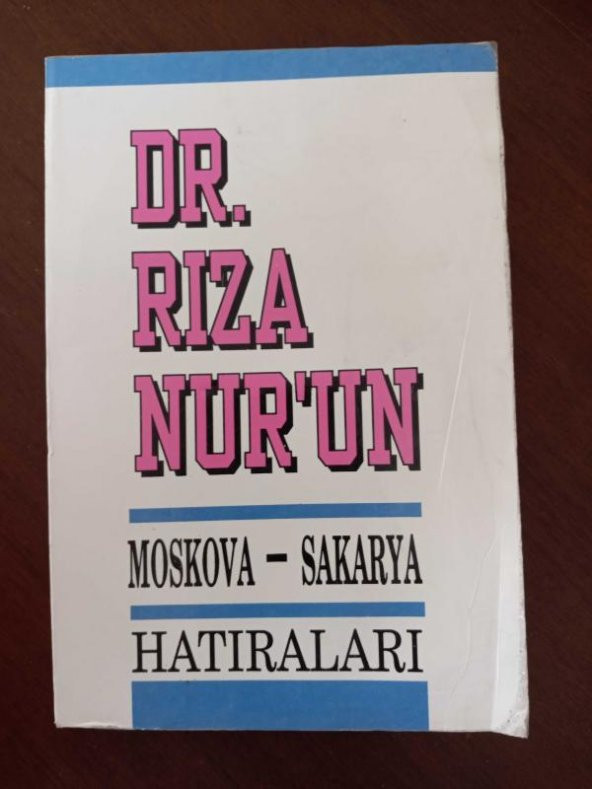 DR.
RIZA
NUR'UN
MOSKOVA - SAKARYA
HATIRALARI